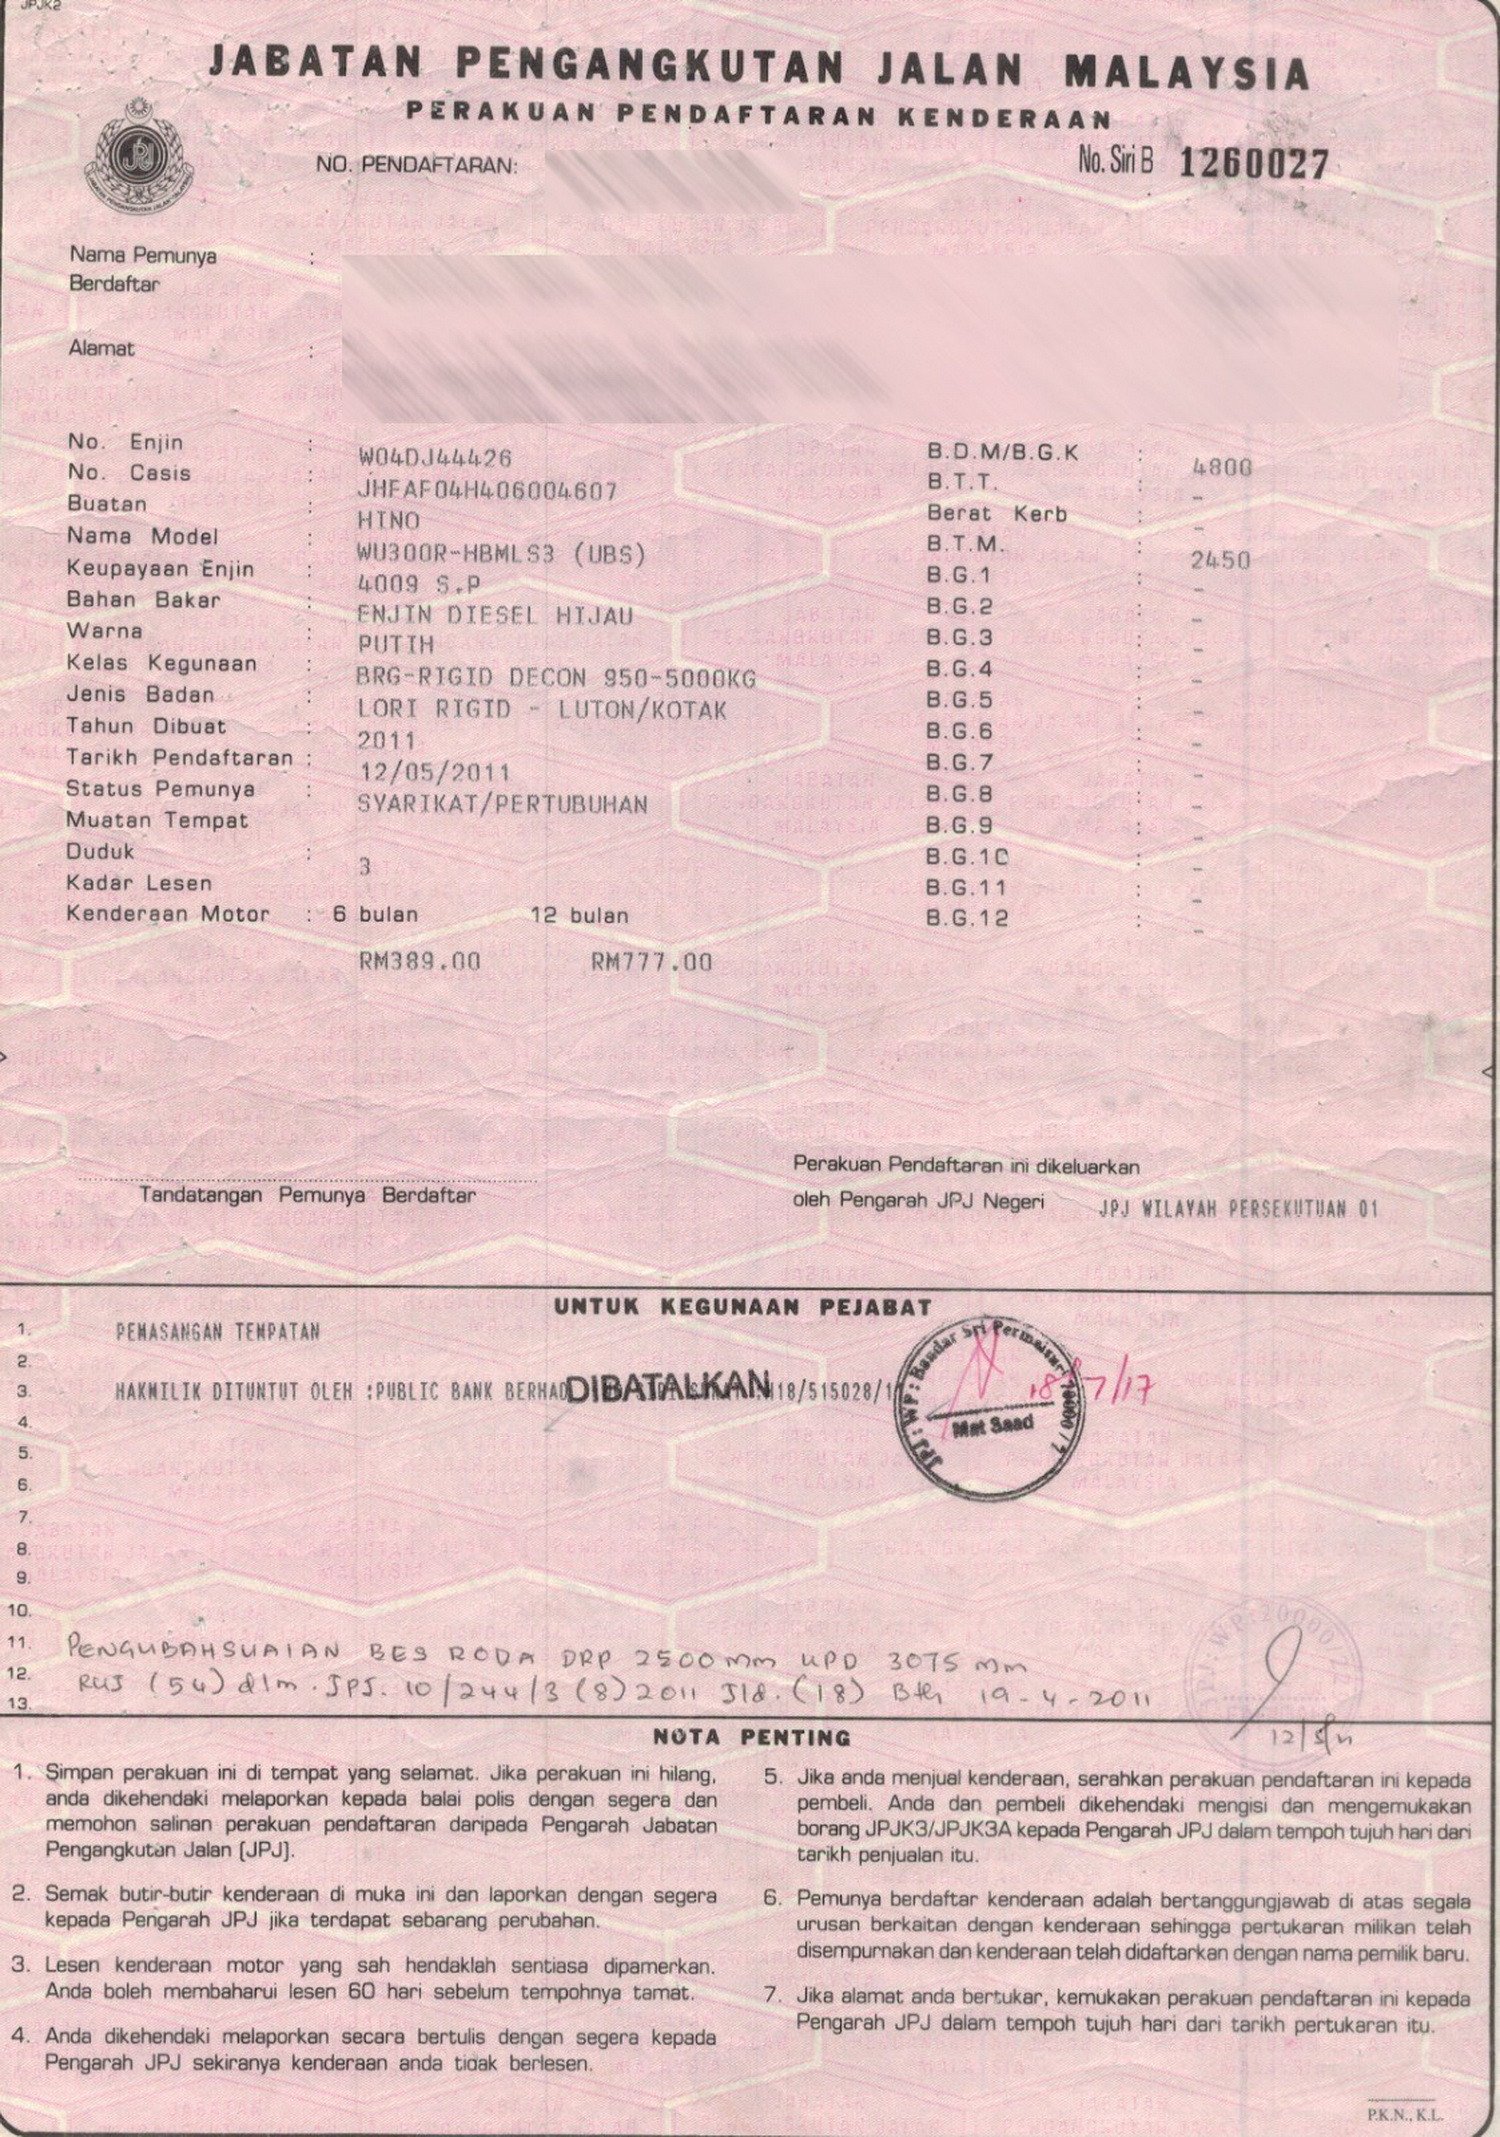 JPJK2
JABATAN PENGANGKUTAN JALAN MALAYSIA
PERAKUAN PENDAFTARAN KENDERAAN
NO. PENDAFTARAN:
No. Siri B 1260027
Nama Pemunya :
Berdaftar
Alamat :
No. Enjin : W04DJ44426
No. Casis : JHFAF04H406004607
Buatan : HINO
Nama Model : WU300R-HBMLS3 (UBS)
Keupayaan Enjin : 4009 S.P
Bahan Bakar : ENJIN DIESEL HIJAU
Warna : PUTIH
Kelas Kegunaan : BRG-RIGID DECON 950-5000KG
Jenis Badan : LORI RIGID - LUTON/KOTAK
Tahun Dibuat : 2011
Tarikh Pendaftaran : 12/05/2011
Status Pemunya : SYARIKAT/PERTUBUHAN
Muatan Tempat
Duduk : 3
Kadar Lesen
Kenderaan Motor : 6 bulan 12 bulan
RM389.00 RM777.00
B.D.M/B.G.K : 4800
B.T.T. : -
Berat Kerb : -
B.T.M. : 2450
B.G.1 : -
B.G.2 : -
B.G.3 : -
B.G.4 : -
B.G.5 : -
B.G.6 : -
B.G.7 : -
B.G.8 : -
B.G.9 : -
B.G.10 : -
B.G.11 : -
B.G.12 : -
Tandatangan Pemunya Berdaftar
Perakuan Pendaftaran ini dikeluarkan
oleh Pengarah JPJ Negeri JPJ WILAYAH PERSEKUTUAN 01
UNTUK KEGUNAAN PEJABAT
1. PEMASANGAN TEMPATAN
2.
3. HAKMILIK DITUNTUT OLEH :PUBLIC BANK BERHAD DIBATALKAN 118/515028/1
JPJ : WP : Bandar Sri Permaisuri 70000/7
Mat Saad
18/7/17
4.
5.
6.
7.
8.
9.
10.
11. PENGUBAHSUAIAN BES RODA DRP 2500mm UPD 3075 mm
12. RUJ (54) dlm. JPJ. 10/244/3 (8) 2011 Jld. (18) Bth 19-4-2011
13.
JPJ: WP: 20000/22
12/5/11
NOTA PENTING
1. Simpan perakuan ini di tempat yang selamat. Jika perakuan ini hilang,
anda dikehendaki melaporkan kepada balai polis dengan segera dan
memohon salinan perakuan pendaftaran daripada Pengarah Jabatan
Pengangkutan Jalan (JPJ).
2. Semak butir-butir kenderaan di muka ini dan laporkan dengan segera
kepada Pengarah JPJ jika terdapat sebarang perubahan.
3. Lesen kenderaan motor yang sah hendaklah sentiasa dipamerkan.
Anda boleh membaharui lesen 60 hari sebelum tempohnya tamat.
4. Anda dikehendaki melaporkan secara bertulis dengan segera kepada
Pengarah JPJ sekiranya kenderaan anda tidak berlesen.
5. Jika anda menjual kenderaan, serahkan perakuan pendaftaran ini kepada
pembeli. Anda dan pembeli dikehendaki mengisi dan mengemukakan
borang JPJK3/JPJK3A kepada Pengarah JPJ dalam tempoh tujuh hari dari
tarikh penjualan itu.
6. Pemunya berdaftar kenderaan adalah bertanggungjawab di atas segala
urusan berkaitan dengan kenderaan sehingga pertukaran milikan telah
disempurnakan dan kenderaan telah didaftarkan dengan nama pemilik baru.
7. Jika alamat anda bertukar, kemukakan perakuan pendaftaran ini kepada
Pengarah JPJ dalam tempoh tujuh hari dari tarikh pertukaran itu.
P.K.N., K.L.